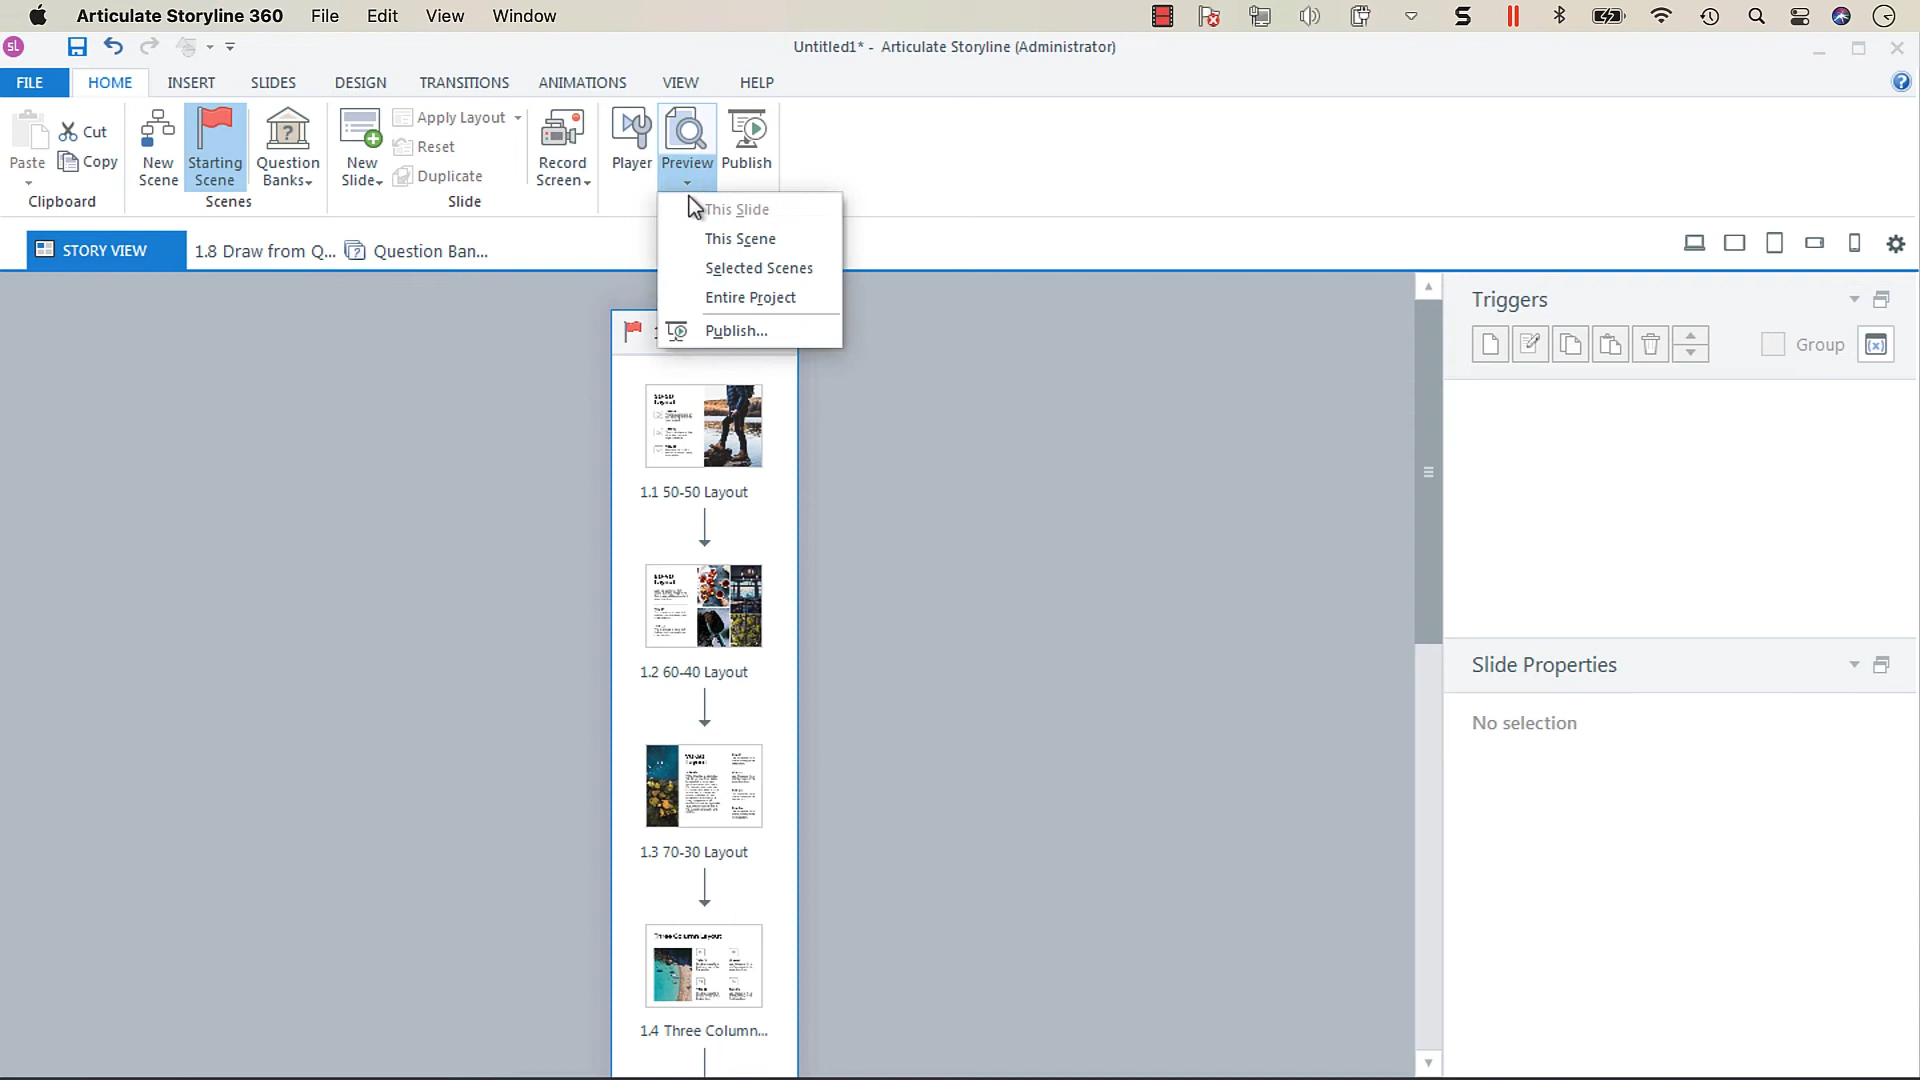 Articulate Storyline 360 File Edit View Window
SL
Untitled1* - Articulate Storyline (Administrator)
FILE HOME INSERT SLIDES DESIGN TRANSITIONS ANIMATIONS VIEW HELP
Paste
Cut
Copy
Clipboard
New Scene
Starting Scene
Question Banks
Scenes
New Slide
Apply Layout
Reset
Duplicate
Slide
Record Screen
Player
Preview
Publish
This Slide
This Scene
Selected Scenes
Entire Project
Publish...
STORY VIEW
1.8 Draw from Q...
Question Ban...
Triggers
Group
Slide Properties
No selection
1.1 50-50 Layout
1.2 60-40 Layout
1.3 70-30 Layout
Three Column Layout
1.4 Three Column...